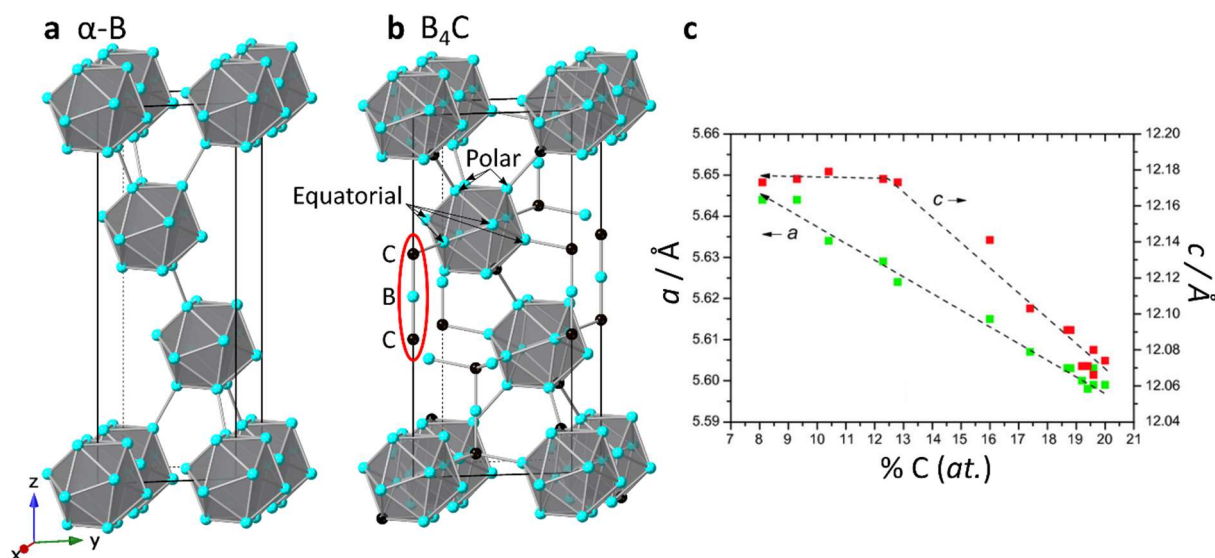 a α-B
b B₄C
c
Polar
Equatorial
C
B
C
z
x
y
5.66
5.65
5.64
5.63
5.62
5.61
5.60
5.59
a / Å
12.20
12.18
12.16
12.14
12.12
12.10
12.08
12.06
12.04
c / Å
c
a
7 8 9 10 11 12 13 14 15 16 17 18 19 20 21
% C (at.)